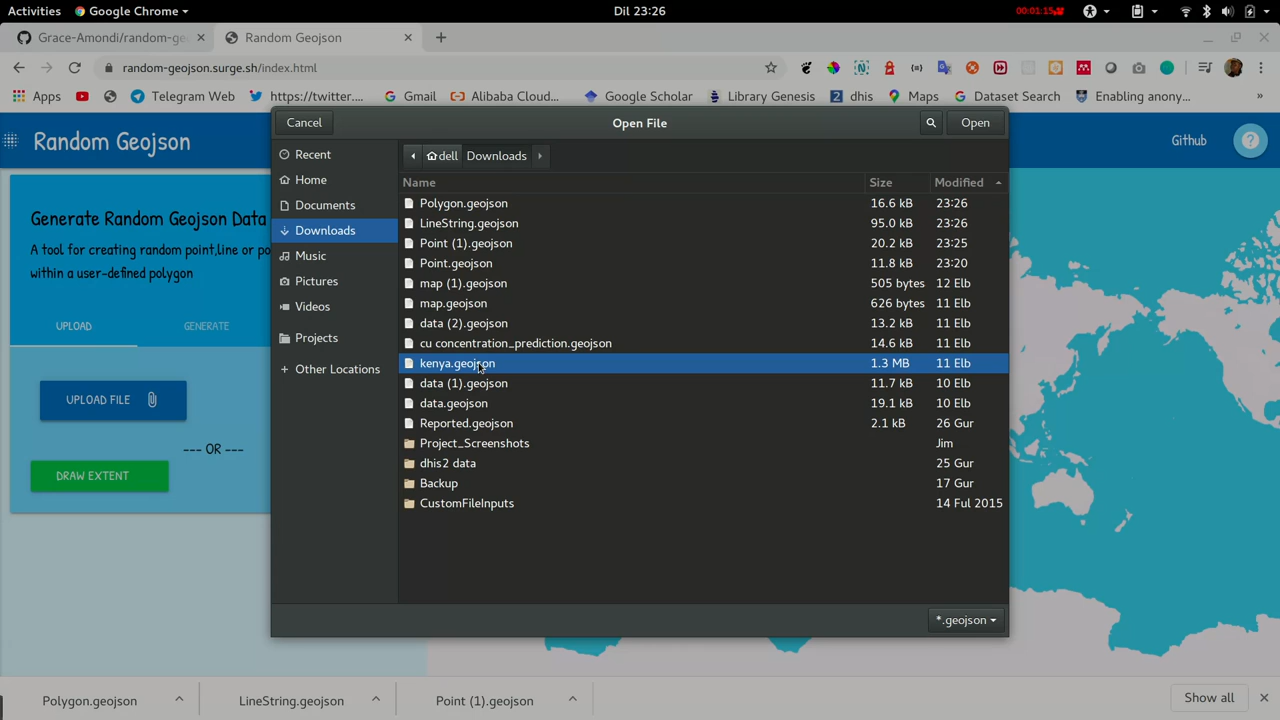 Activities
Google Chrome
Dil 23:26
00:01:15
Grace-Amondi/random-ge
Random Geojson
random-geojson.surge.sh/index.html
Apps
Telegram Web
https://twitter....
Gmail
Alibaba Cloud...
Google Scholar
Library Genesis
2 dhis
Maps
Dataset Search
Enabling anony...
»
Random Geojson
Github
?
Generate Random Geojson Data
A tool for creating random point,line or po
within a user-defined polygon
UPLOAD
GENERATE
UPLOAD FILE
--- OR ---
DRAW EXTENT
Cancel
Open File
Open
Recent
Home
Documents
Downloads
Music
Pictures
Videos
Projects
+ Other Locations
dell
Downloads
Name Size Modified
Polygon.geojson 16.6 kB 23:26
LineString.geojson 95.0 kB 23:26
Point (1).geojson 20.2 kB 23:25
Point.geojson 11.8 kB 23:20
map (1).geojson 505 bytes 12 Elb
map.geojson 626 bytes 11 Elb
data (2).geojson 13.2 kB 11 Elb
cu concentration_prediction.geojson 14.6 kB 11 Elb
kenya.geojson 1.3 MB 11 Elb
data (1).geojson 11.7 kB 10 Elb
data.geojson 19.1 kB 10 Elb
Reported.geojson 2.1 kB 26 Gur
Project_Screenshots Jim
dhis2 data 25 Gur
Backup 17 Gur
CustomFileInputs 14 Ful 2015
*.geojson
Polygon.geojson
LineString.geojson
Point (1).geojson
Show all